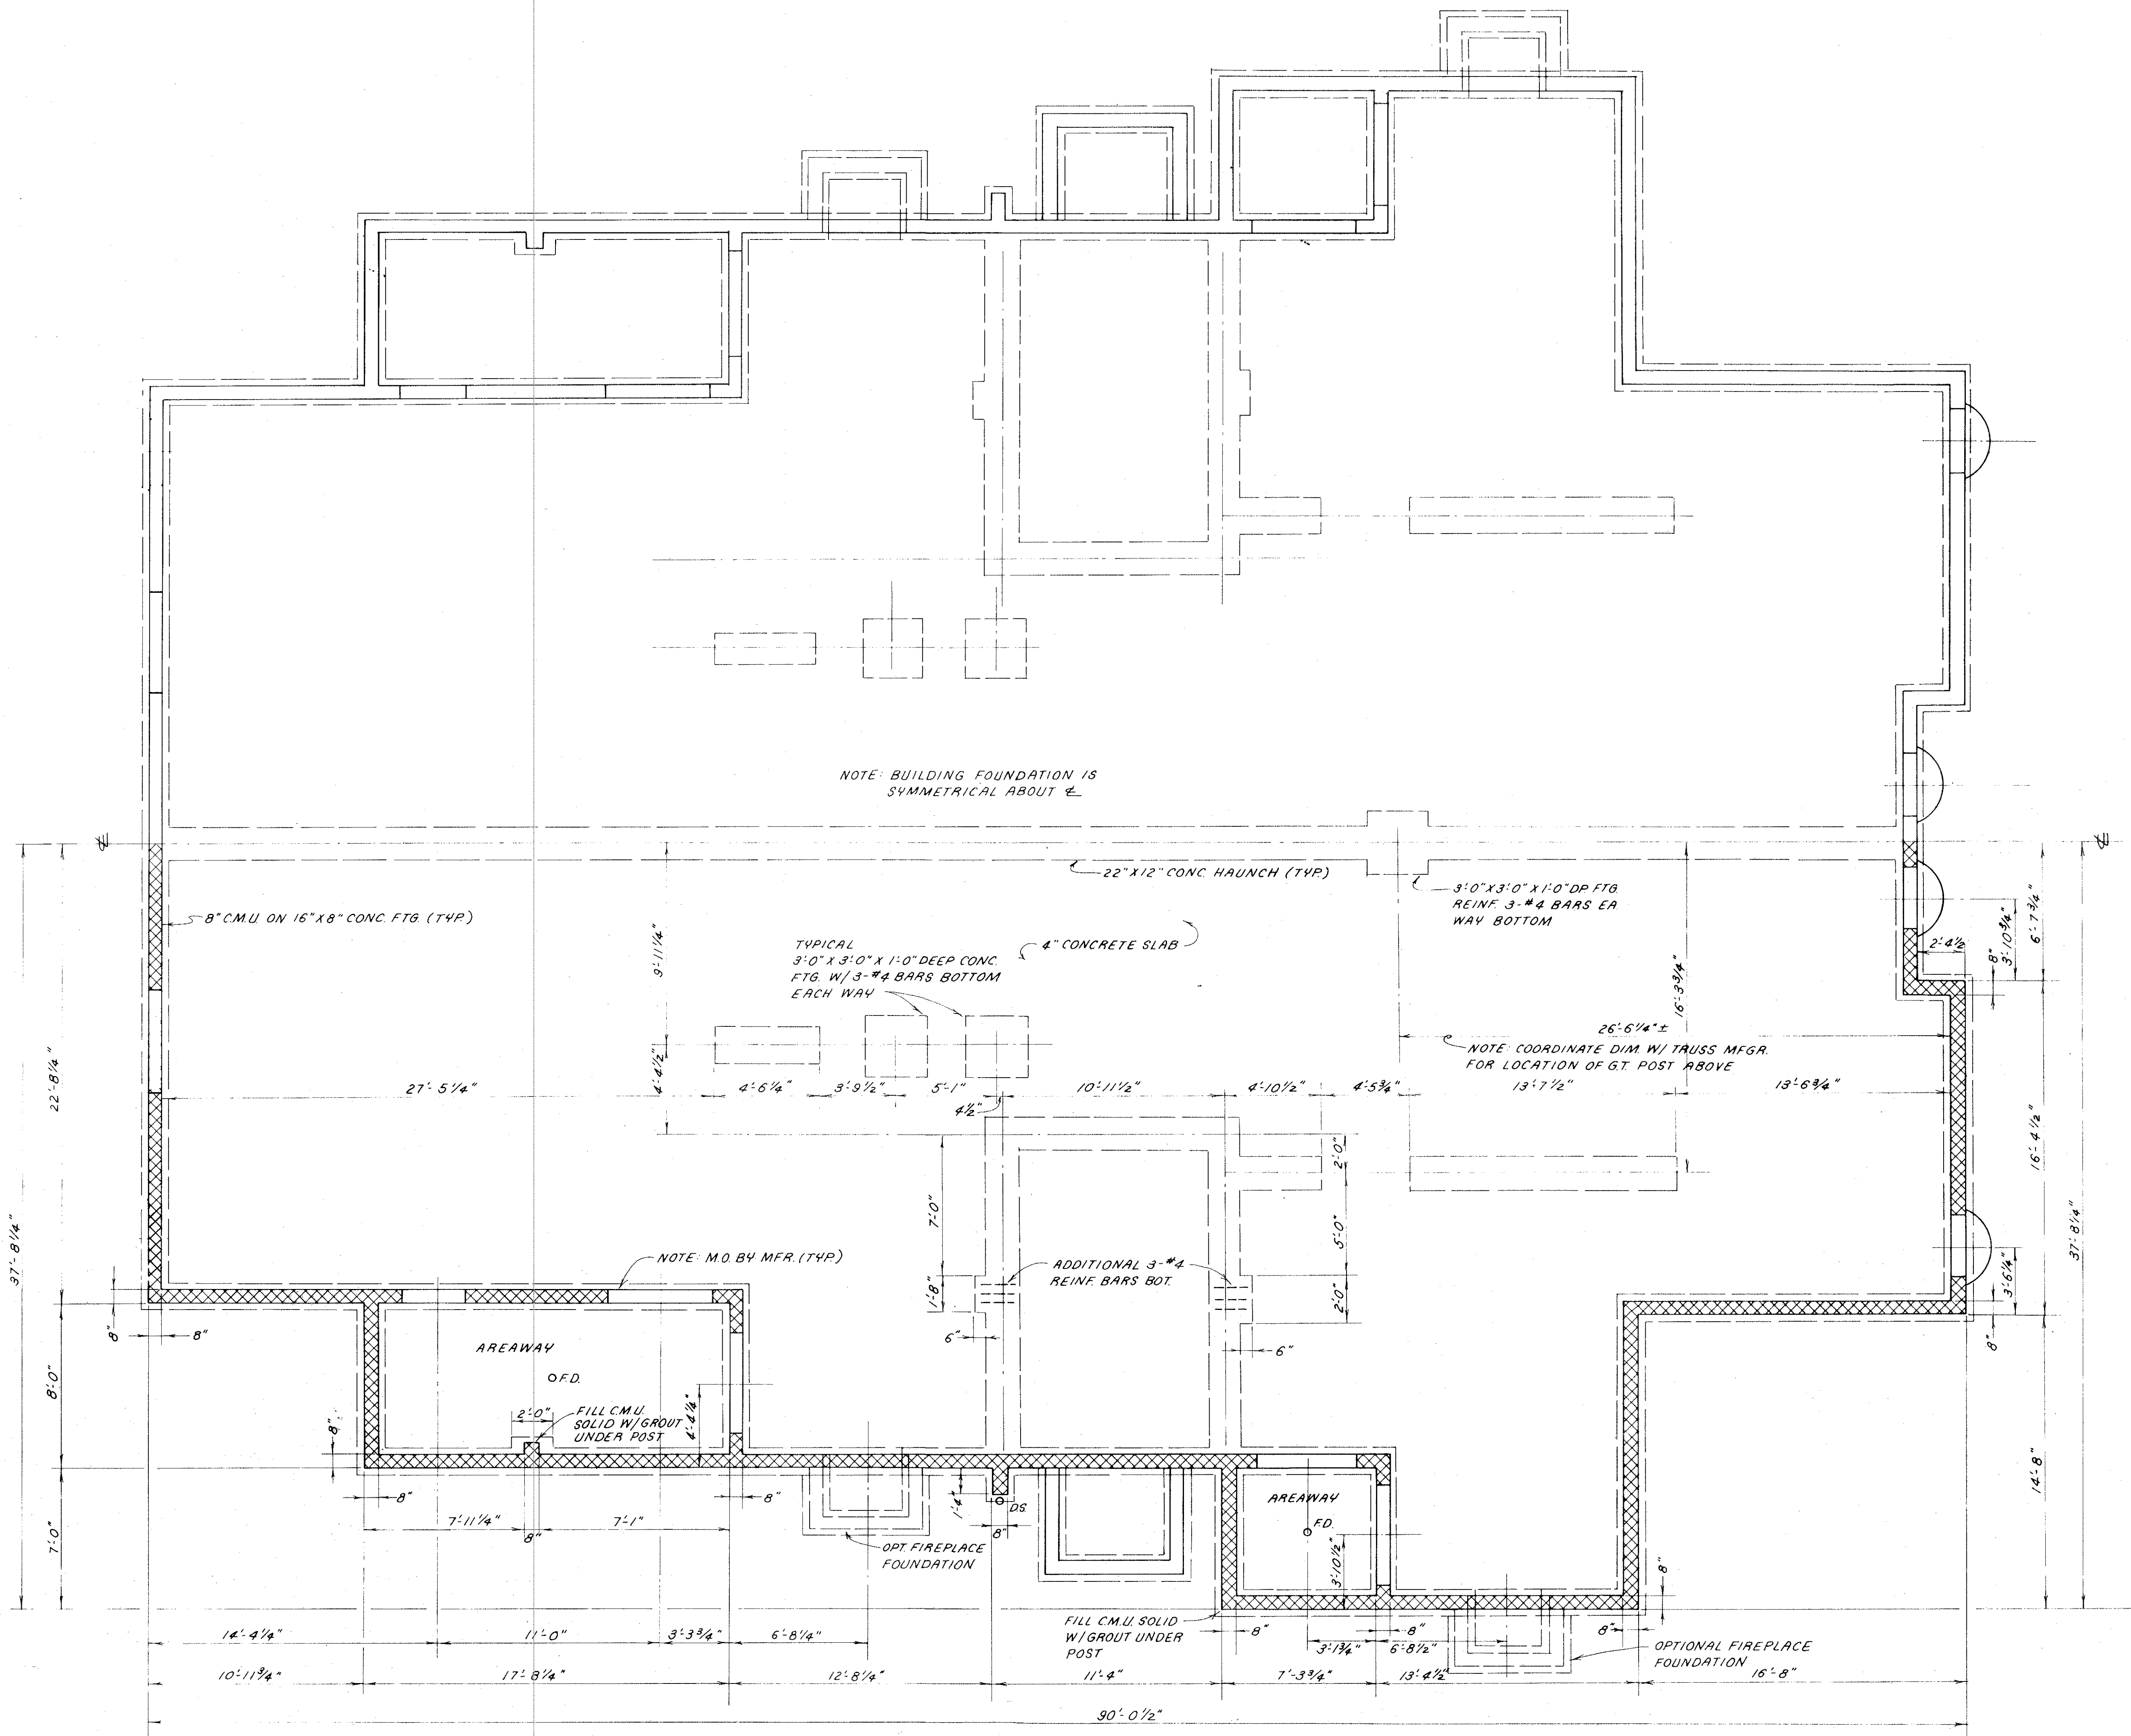 NOTE: BUILDING FOUNDATION IS
SYMMETRICAL ABOUT ℄
℄
℄
22"X12" CONC. HAUNCH (TYP.)
3'-0"X3'-0"X1'-0" DP. FTG.
REINF. 3-#4 BARS EA.
WAY BOTTOM
8" C.M.U. ON 16"X8" CONC. FTG. (TYP.)
TYPICAL
3'-0" X 3'-0" X 1'-0" DEEP CONC.
FTG. W/3-#4 BARS BOTTOM
EACH WAY
4" CONCRETE SLAB
9'-11 1/4"
4'-4 1/2"
16'-3 3/4"
2'-4 1/2
8"
3'-10 3/4"
6'-7 3/4"
26'-6 1/4" ±
NOTE: COORDINATE DIM. W/ TRUSS MFGR.
FOR LOCATION OF G.T. POST ABOVE
27'-5 1/4"
4'-6 1/4"
3'-9 1/2"
5'-1"
4 1/2"
10'-11 1/2"
4'-10 1/2"
4'-5 3/4"
13'-7 1/2"
13'-6 3/4"
22'-8 1/4"
37'-8 1/4"
16'-4 1/2"
37'-8 1/4"
7'-0"
2'-0"
5'-0"
NOTE: M.O. BY MFR. (TYP.)
ADDITIONAL 3-#4
REINF. BARS BOT.
1'-8"
2'-0"
6"
6"
3'-6 1/4"
8"
8"
8"
8'-0"
AREAWAY
F.D.
2'-0"
FILL C.M.U.
SOLID W/GROUT
UNDER POST
4'-4 1/4"
8"
14'-8"
8"
8"
7'-11 1/4"
8"
7'-1"
7'-0"
1'-4"
D.S.
8"
OPT. FIREPLACE
FOUNDATION
AREAWAY
F.D.
3'-10 1/2"
8"
FILL C.M.U. SOLID
W/GROUT UNDER
POST
8"
8"
8"
3'-1 3/4"
6'-8 1/2"
OPTIONAL FIREPLACE
FOUNDATION
14'-4 1/4"
11'-0"
3'-3 3/4"
6'-8 1/4"
10'-11 3/4"
17'-8 1/4"
12'-8 1/4"
11'-4"
7'-3 3/4"
13'-4 1/2
16'-8"
90'-0 1/2"